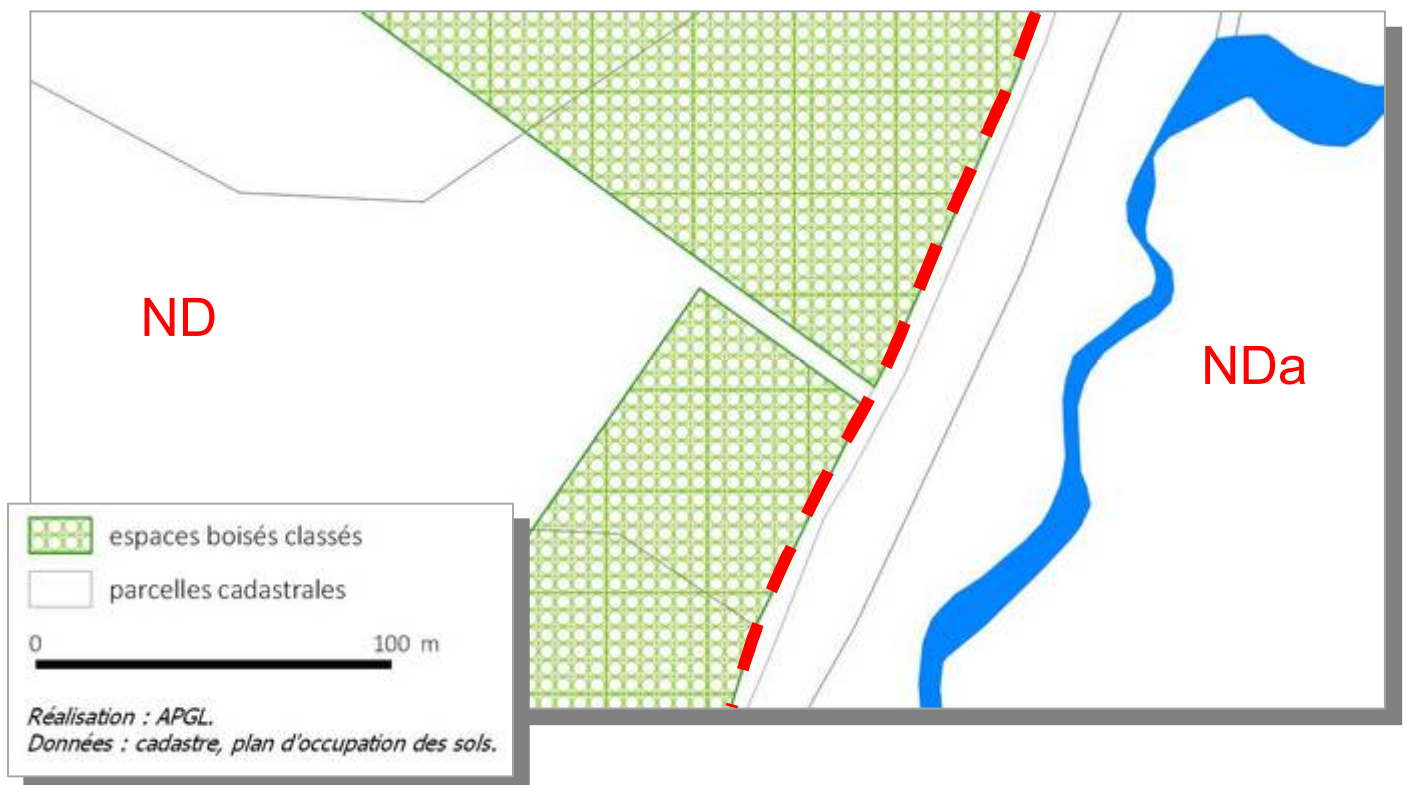 ND
NDa
espaces boisés classés
parcelles cadastrales
0 100 m
Réalisation : APGL.
Données : cadastre, plan d'occupation des sols.